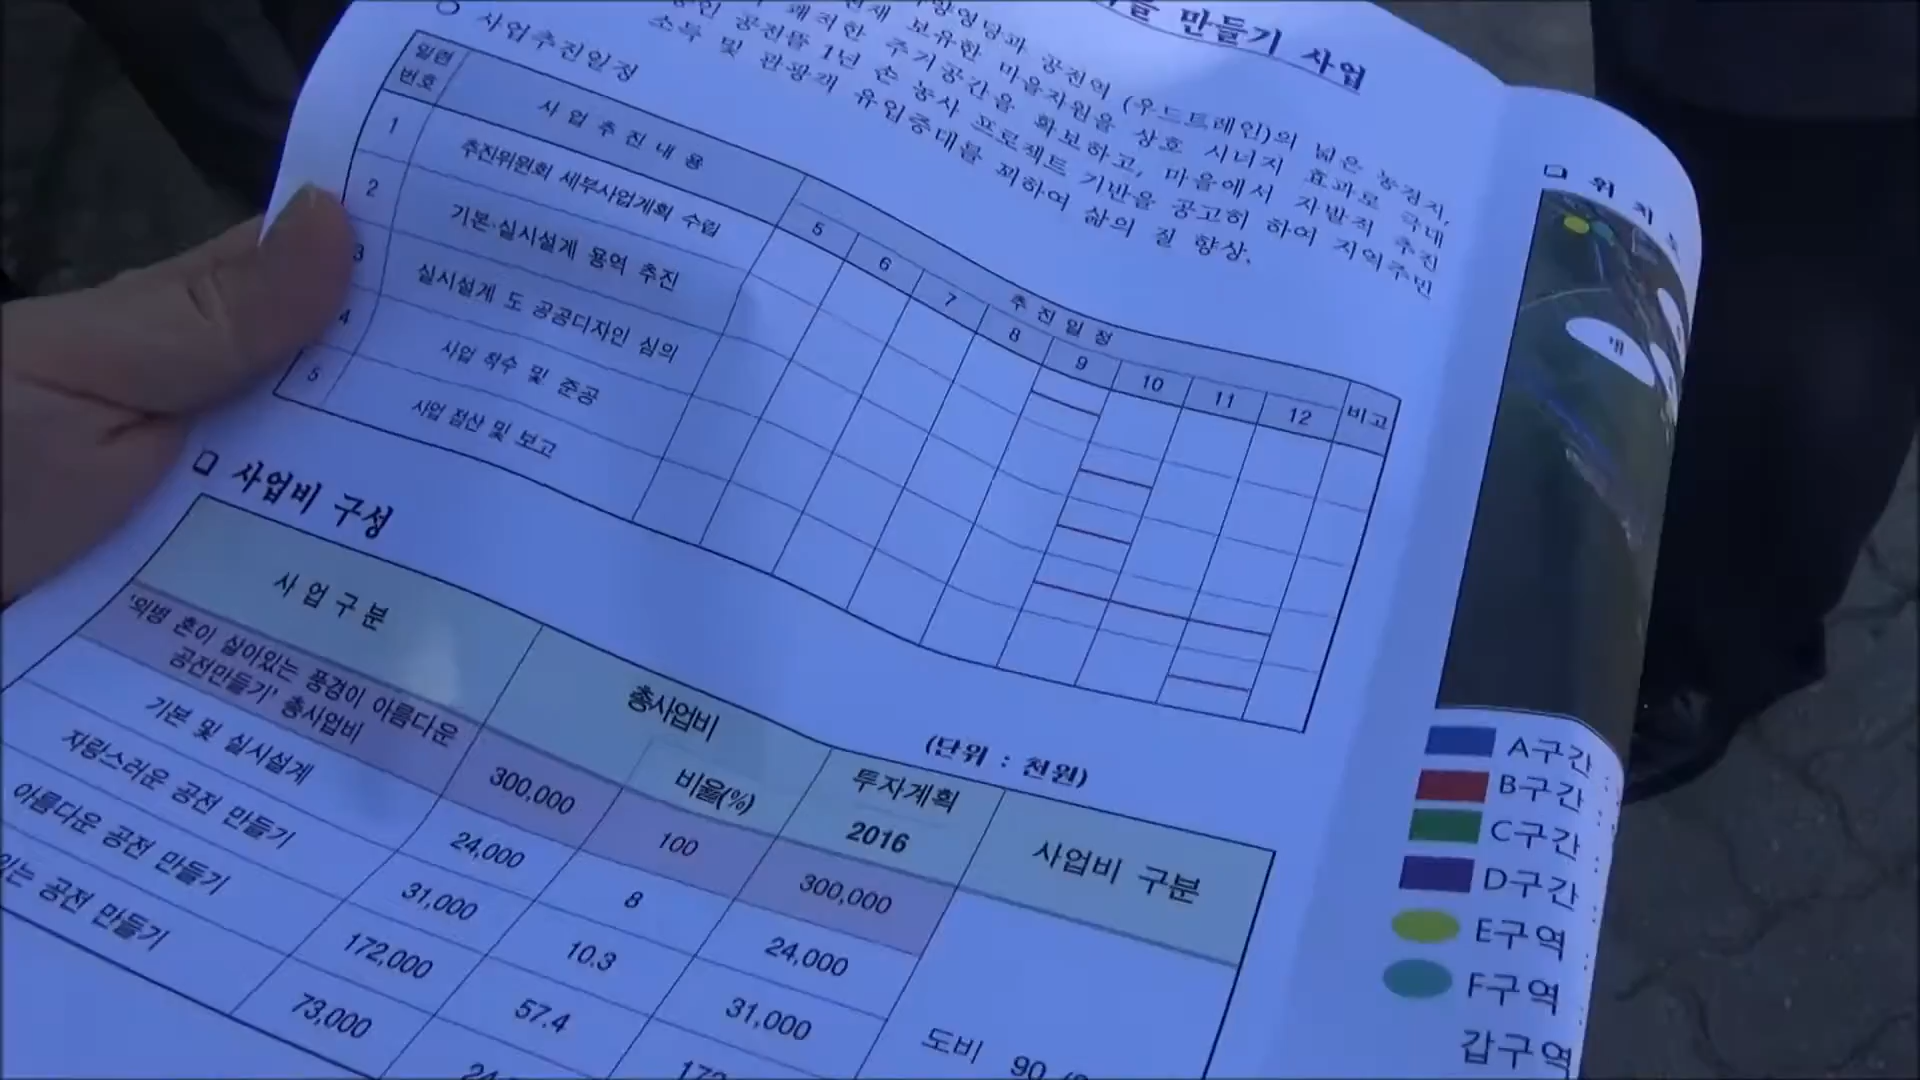 만들기 사업
(우드트레인)의 넓은 농경지,
보유한 마을자원을 상호 시너지 효과로 극대
쾌적한 주거공간을 확보하고, 마을에서 자발적 추진
공전뜰 1년 손 농사 프로젝트 기반을 공고히 하여 지역주민
소득 및 관광객 유입증대를 꾀하여 삶의 질 향상.
○ 사업추진일정
일련번호 사업추진내용 추진일정 비고
5 6 7 8 9 10 11 12
1 추진위원회 세부사업계획 수립
2 기본·실시설계 용역 추진
3 실시설계 도 공공디자인 심의
4 사업 착수 및 준공
5 사업 정산 및 보고
□ 사업비 구성
(단위 : 천원)
사업구분 총사업비 비율(%) 투자계획 2016 사업비 구분
'의병 혼이 살아있는 풍경이 아름다운
공전만들기' 총사업비 300,000 100 300,000
기본 및 실시설계 24,000 8 24,000
자랑스러운 공전 만들기 31,000 10.3 31,000
아름다운 공전 만들기 172,000 57.4
있는 공전 만들기 73,000
도비 90
□ 위치
A구간
B구간
C구간
D구간
E구역
F구역
갑구역